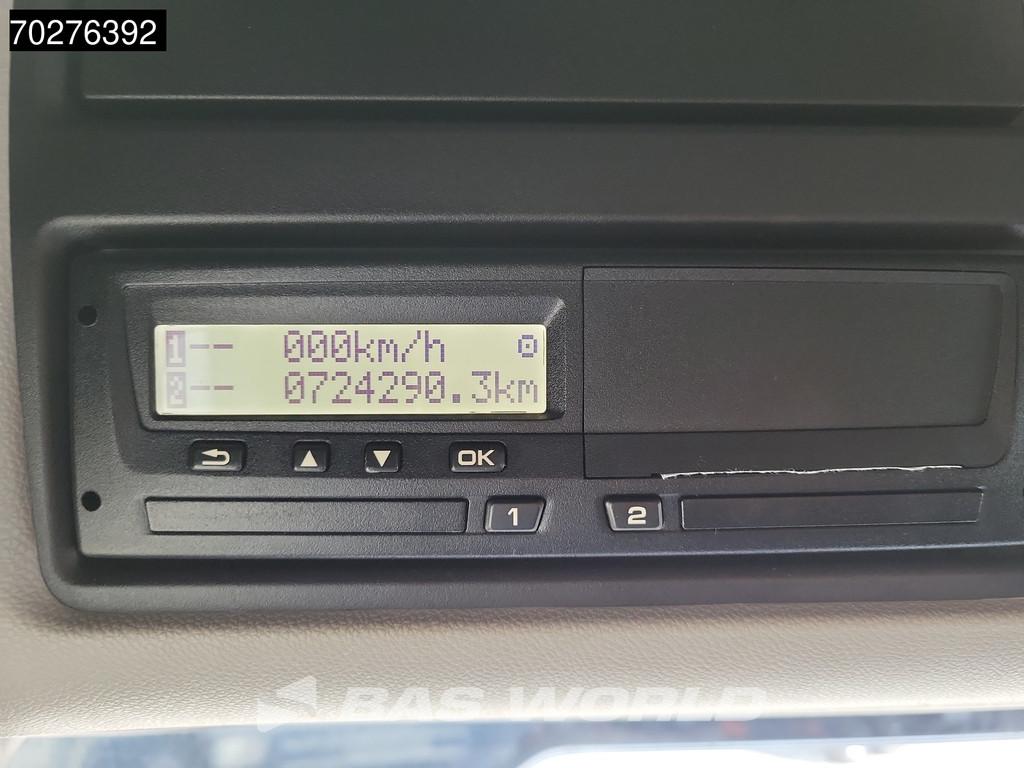 70276392
1-- 000km/h
2-- 0724290.3km
OK
1 2
BAS WORLD